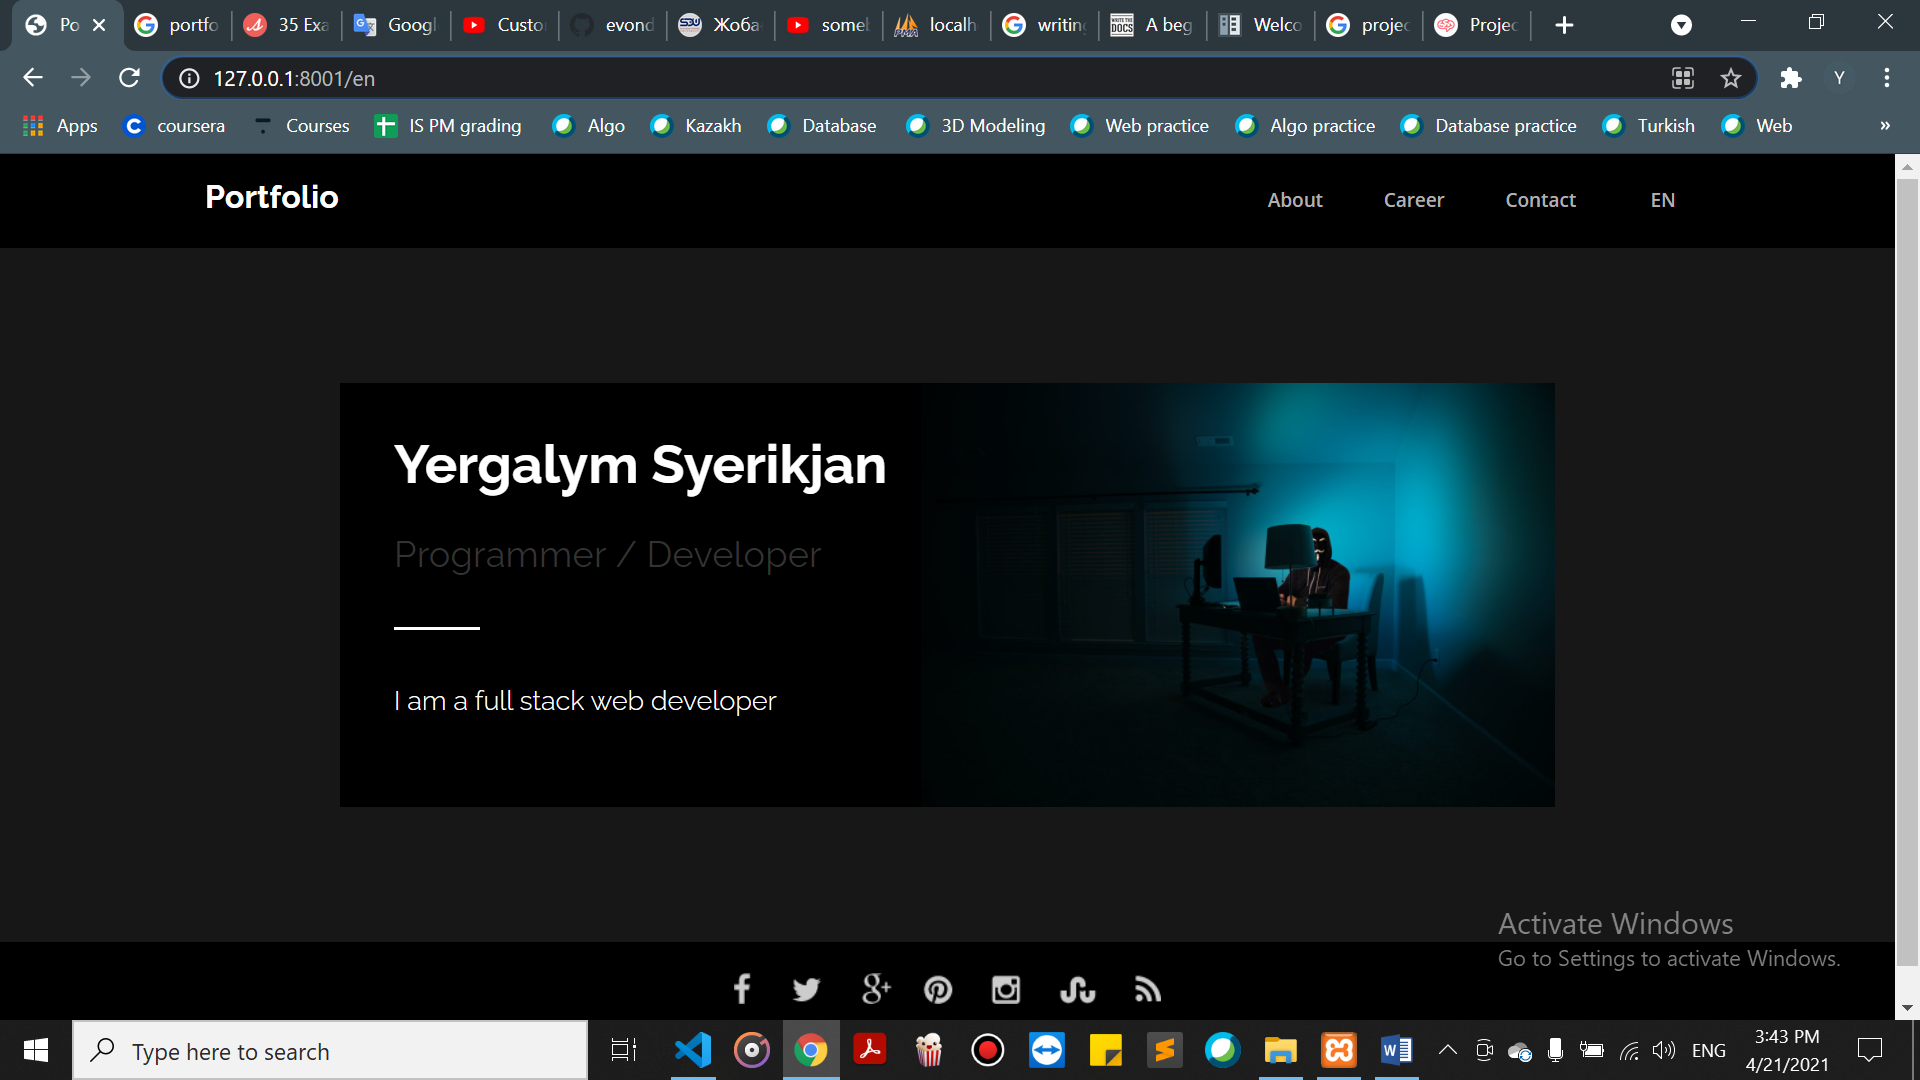 Po
portfo
35 Exa
Googl
Custo
evond
Жоба
someb
localh
writin
A beg
Welco
projec
Projec
127.0.0.1:8001/en
Y
Apps
coursera
Courses
IS PM grading
Algo
Kazakh
Database
3D Modeling
Web practice
Algo practice
Database practice
Turkish
Web
»
Portfolio
About
Career
Contact
EN
Yergalym Syerikjan
Programmer / Developer
I am a full stack web developer
Activate Windows
Go to Settings to activate Windows.
Type here to search
ENG
3:43 PM
4/21/2021